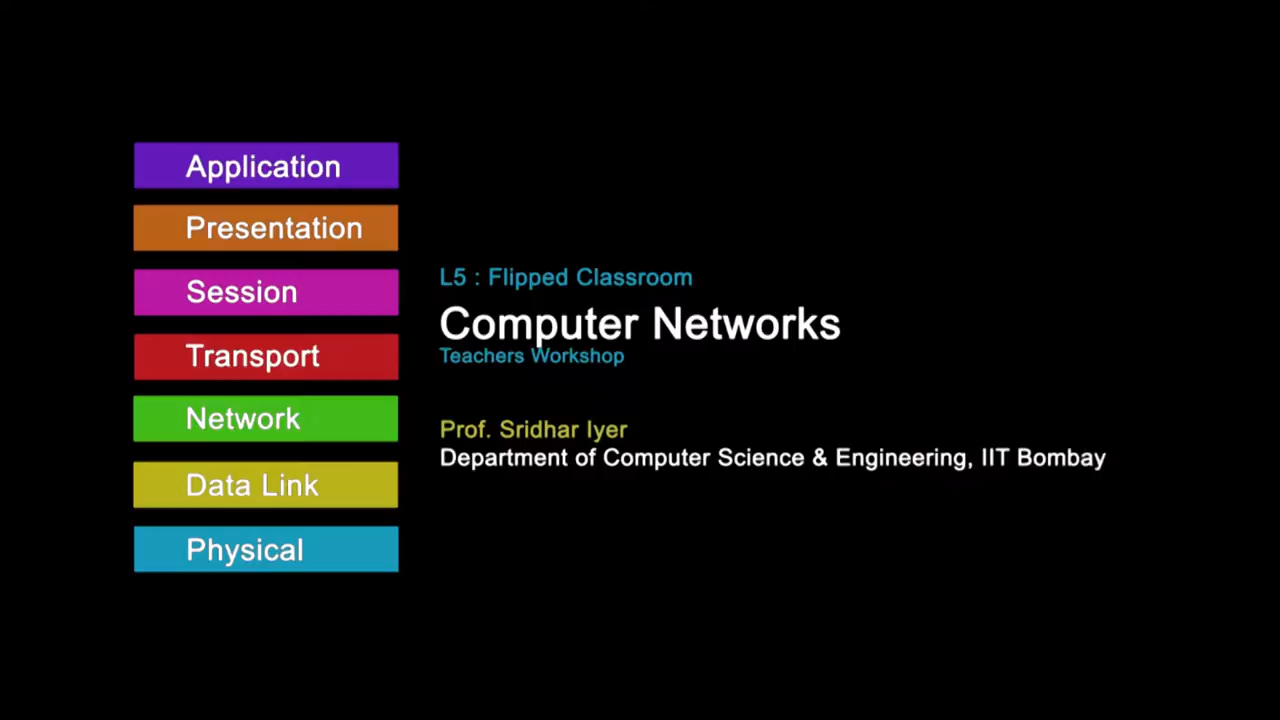 Application
Presentation
Session
Transport
Network
Data Link
Physical
L5 : Flipped Classroom
Computer Networks
Teachers Workshop
Prof. Sridhar Iyer
Department of Computer Science & Engineering, IIT Bombay